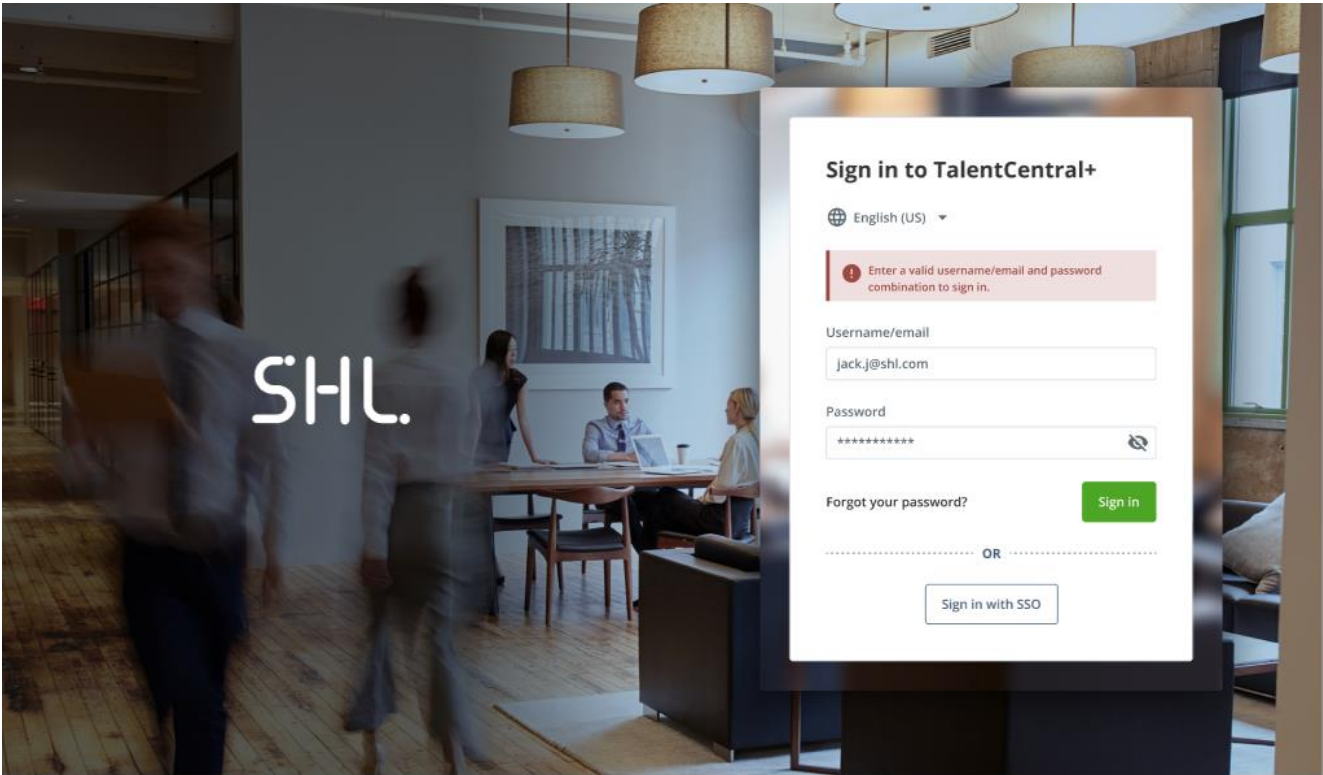 SHL.
Sign in to TalentCentral+
English (US)
Enter a valid username/email and password
combination to sign in.
Username/email
jack.j@shl.com
Password
***********
Forgot your password?
Sign in
OR
Sign in with SSO